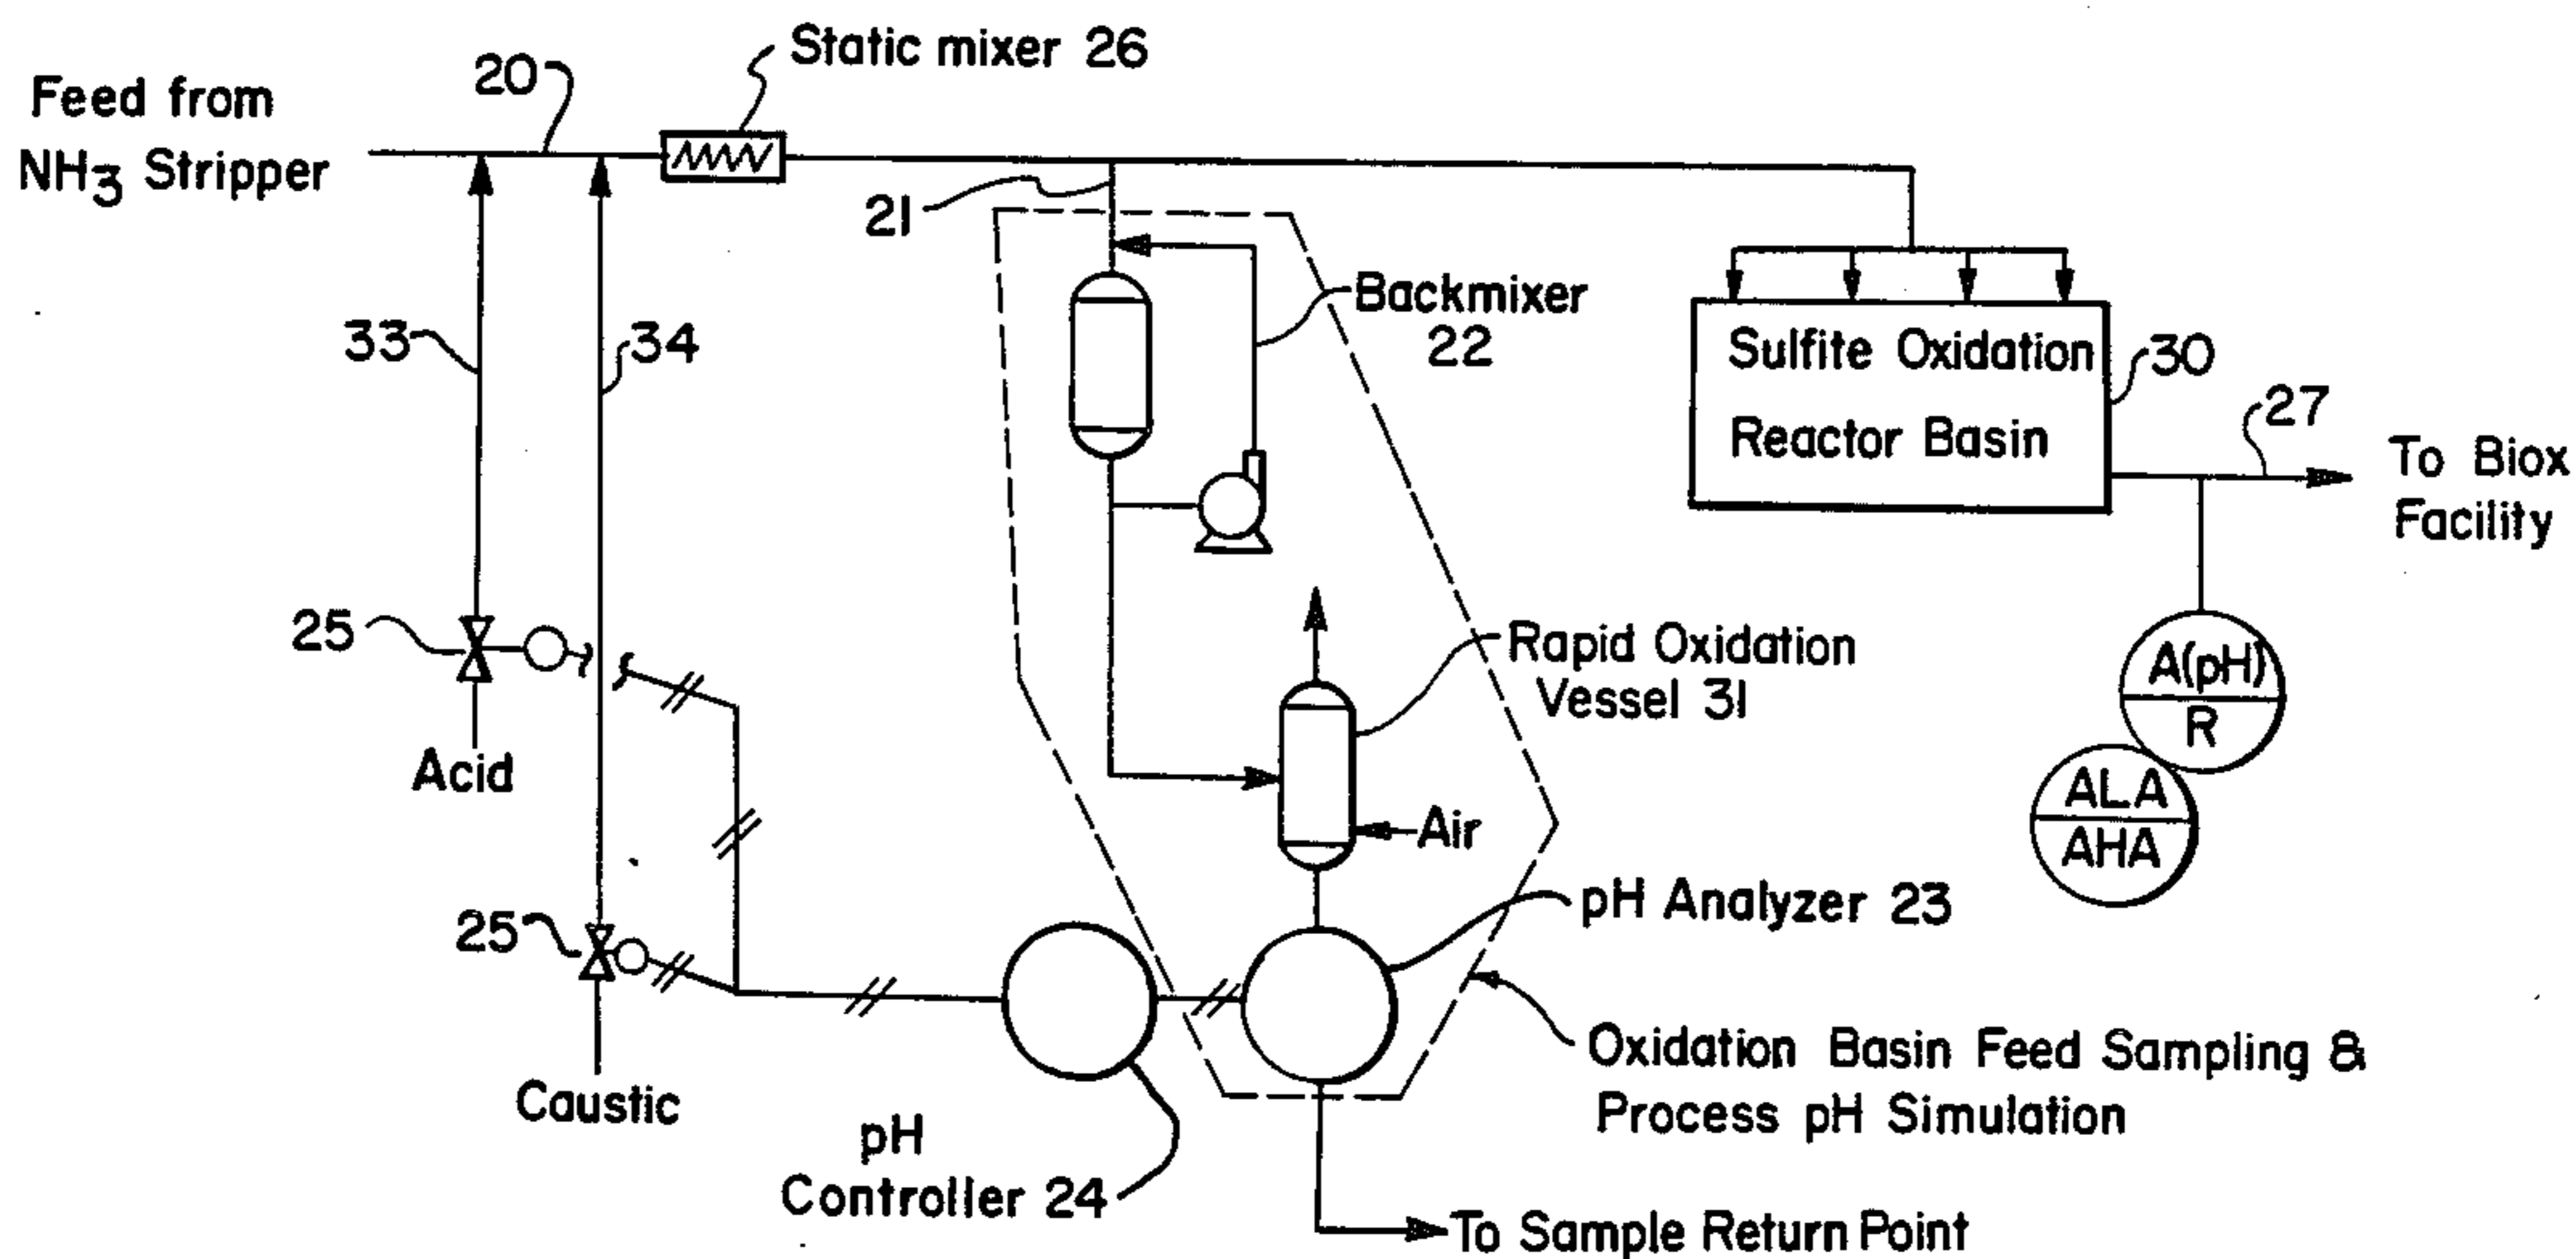 Static mixer 26
20
Feed from
NH3 Stripper
21
Backmixer
22
Sulfite Oxidation
Reactor Basin
30
27
To Biox
Facility
33
34
25
Acid
Rapid Oxidation
Vessel 31
A(pH)
R
ALA
AHA
Air
25
pH Analyzer 23
Caustic
pH
Controller 24
Oxidation Basin Feed Sampling &
Process pH Simulation
To Sample Return Point